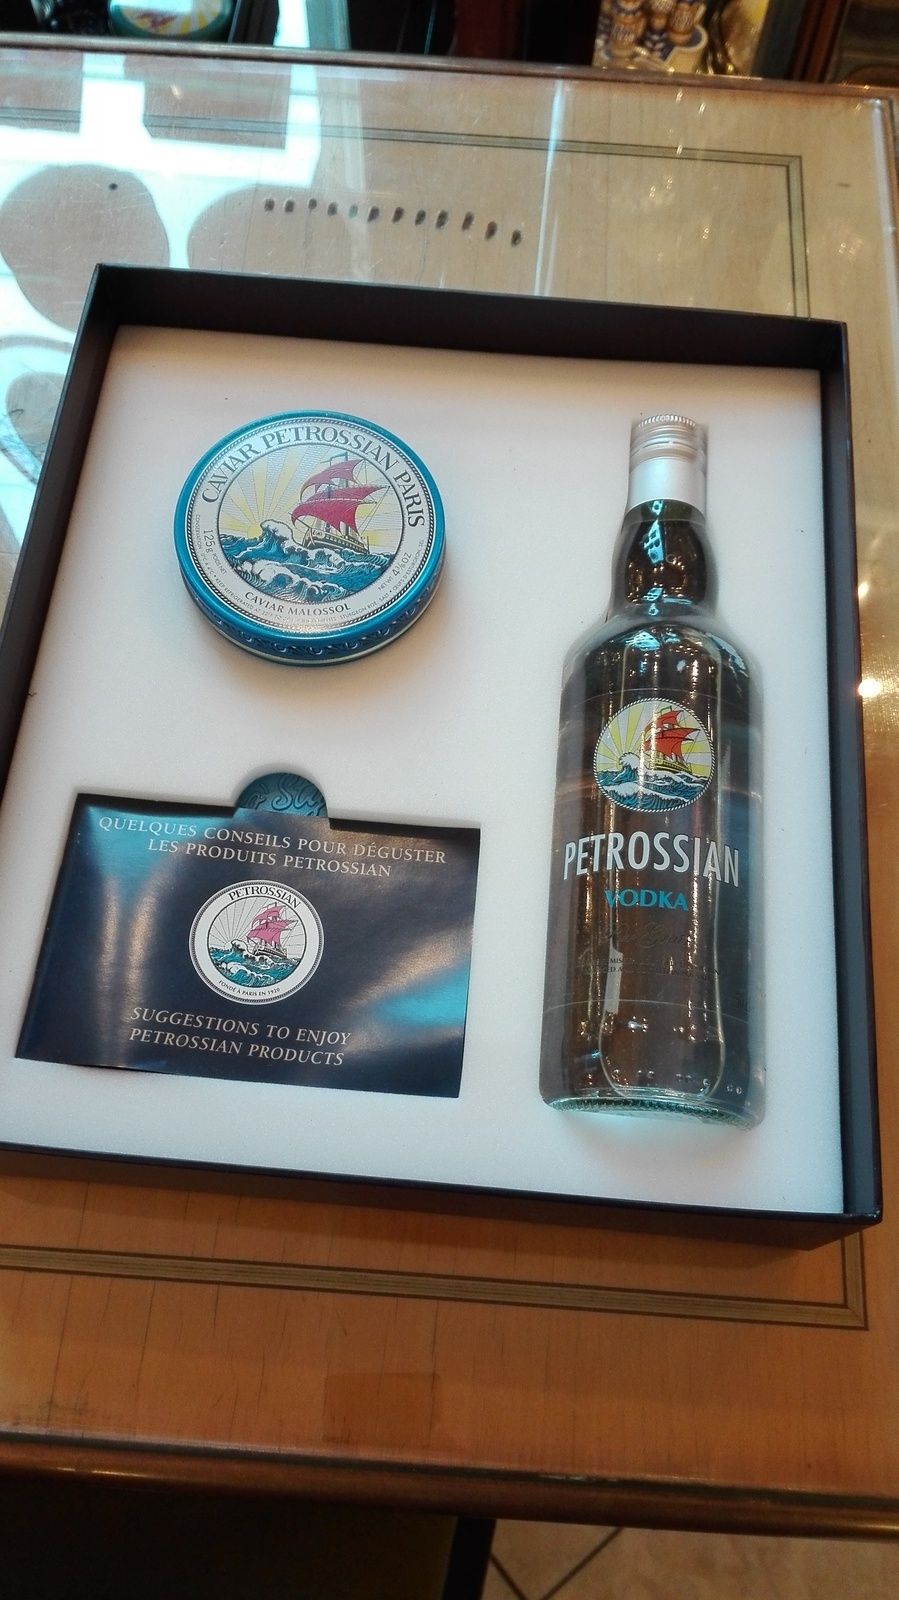 CAVIAR PETROSSIAN PARIS
125g
CAVIAR MALOSSOL
PETROSSIAN
VODKA
QUELQUES CONSEILS POUR DÉGUSTER
LES PRODUITS PETROSSIAN
PETROSSIAN
FONDÉ À PARIS EN 1920
SUGGESTIONS TO ENJOY
PETROSSIAN PRODUCTS